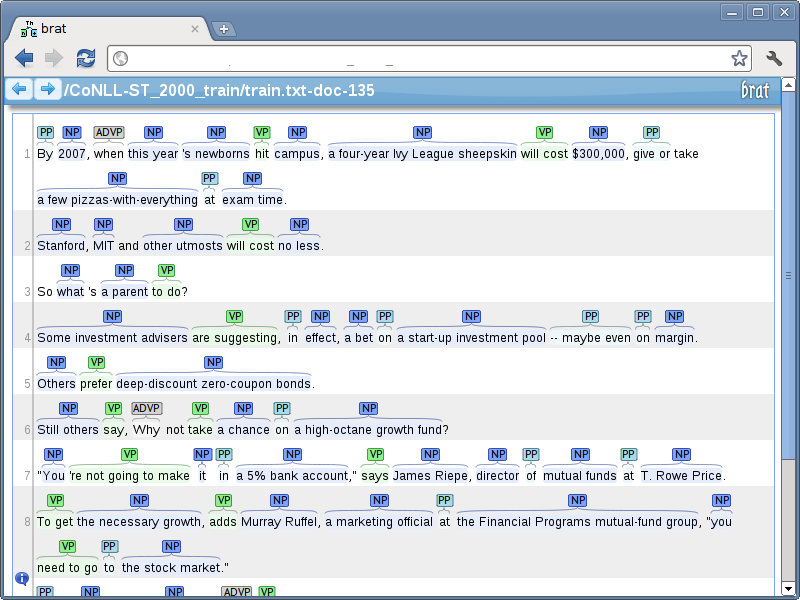 Th
brat
/CoNLL-ST_2000_train/train.txt-doc-135
brat
PP NP ADVP NP NP VP NP NP VP NP PP
1 By 2007, when this year 's newborns hit campus, a four-year Ivy League sheepskin will cost $300,000, give or take
NP PP NP
a few pizzas-with-everything at exam time.
NP NP NP VP NP
2 Stanford, MIT and other utmosts will cost no less.
NP NP VP
3 So what 's a parent to do?
NP VP PP NP NP PP NP PP PP NP
4 Some investment advisers are suggesting, in effect, a bet on a start-up investment pool -- maybe even on margin.
NP VP NP
5 Others prefer deep-discount zero-coupon bonds.
NP VP ADVP VP NP PP NP
6 Still others say, Why not take a chance on a high-octane growth fund?
NP VP NP PP NP VP NP NP PP NP PP NP
7 "You 're not going to make it in a 5% bank account," says James Riepe, director of mutual funds at T. Rowe Price.
VP NP VP NP NP PP NP NP
8 To get the necessary growth, adds Murray Ruffel, a marketing official at the Financial Programs mutual-fund group, "you
VP PP NP
need to go to the stock market."
PP NP NP ADVP VP